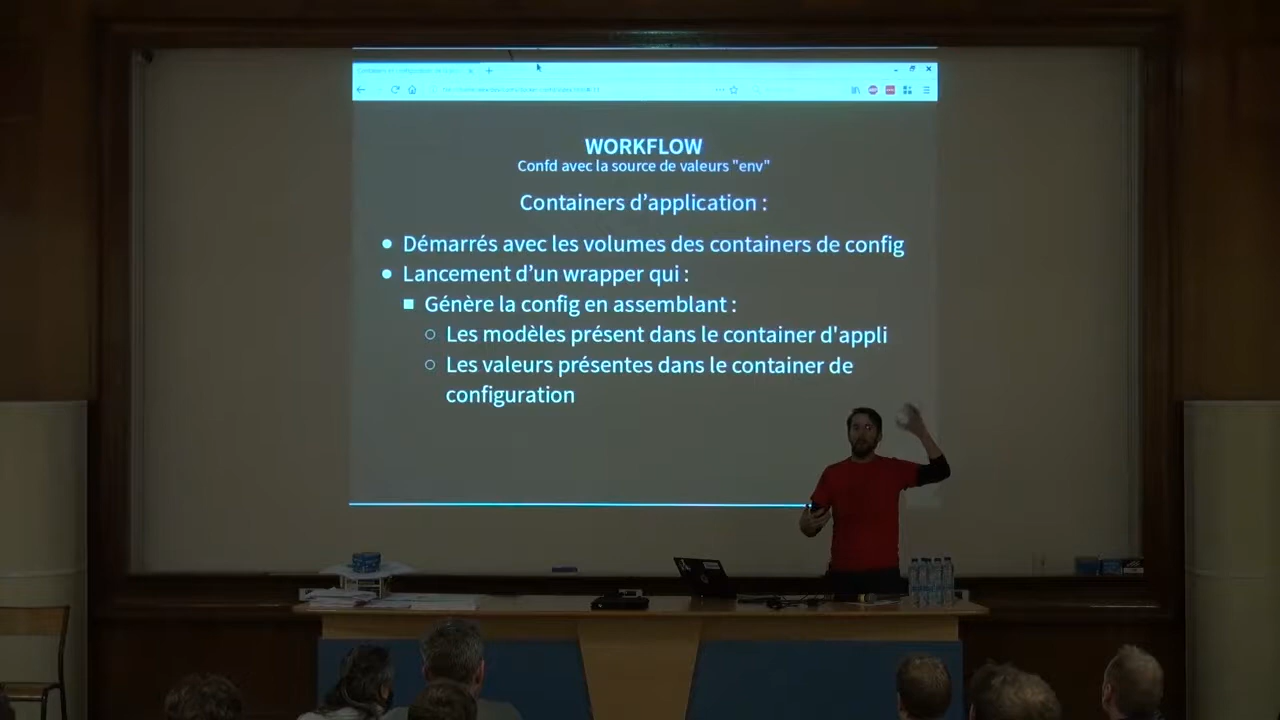 WORKFLOW
Confd avec la source de valeurs "env"
Containers d’application :
● Démarrés avec les volumes des containers de config
● Lancement d’un wrapper qui :
■ Génère la config en assemblant :
○ Les modèles présent dans le container d'appli
○ Les valeurs présentes dans le container de
configuration